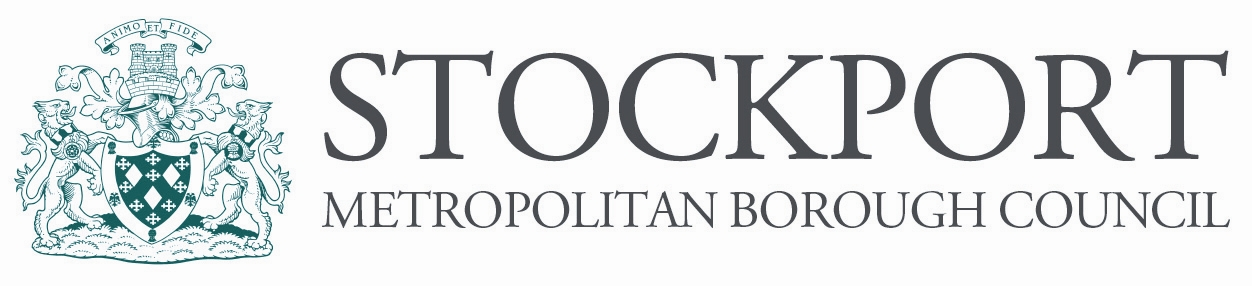 ANIMO ET FIDE
STOCKPORT
METROPOLITAN BOROUGH COUNCIL